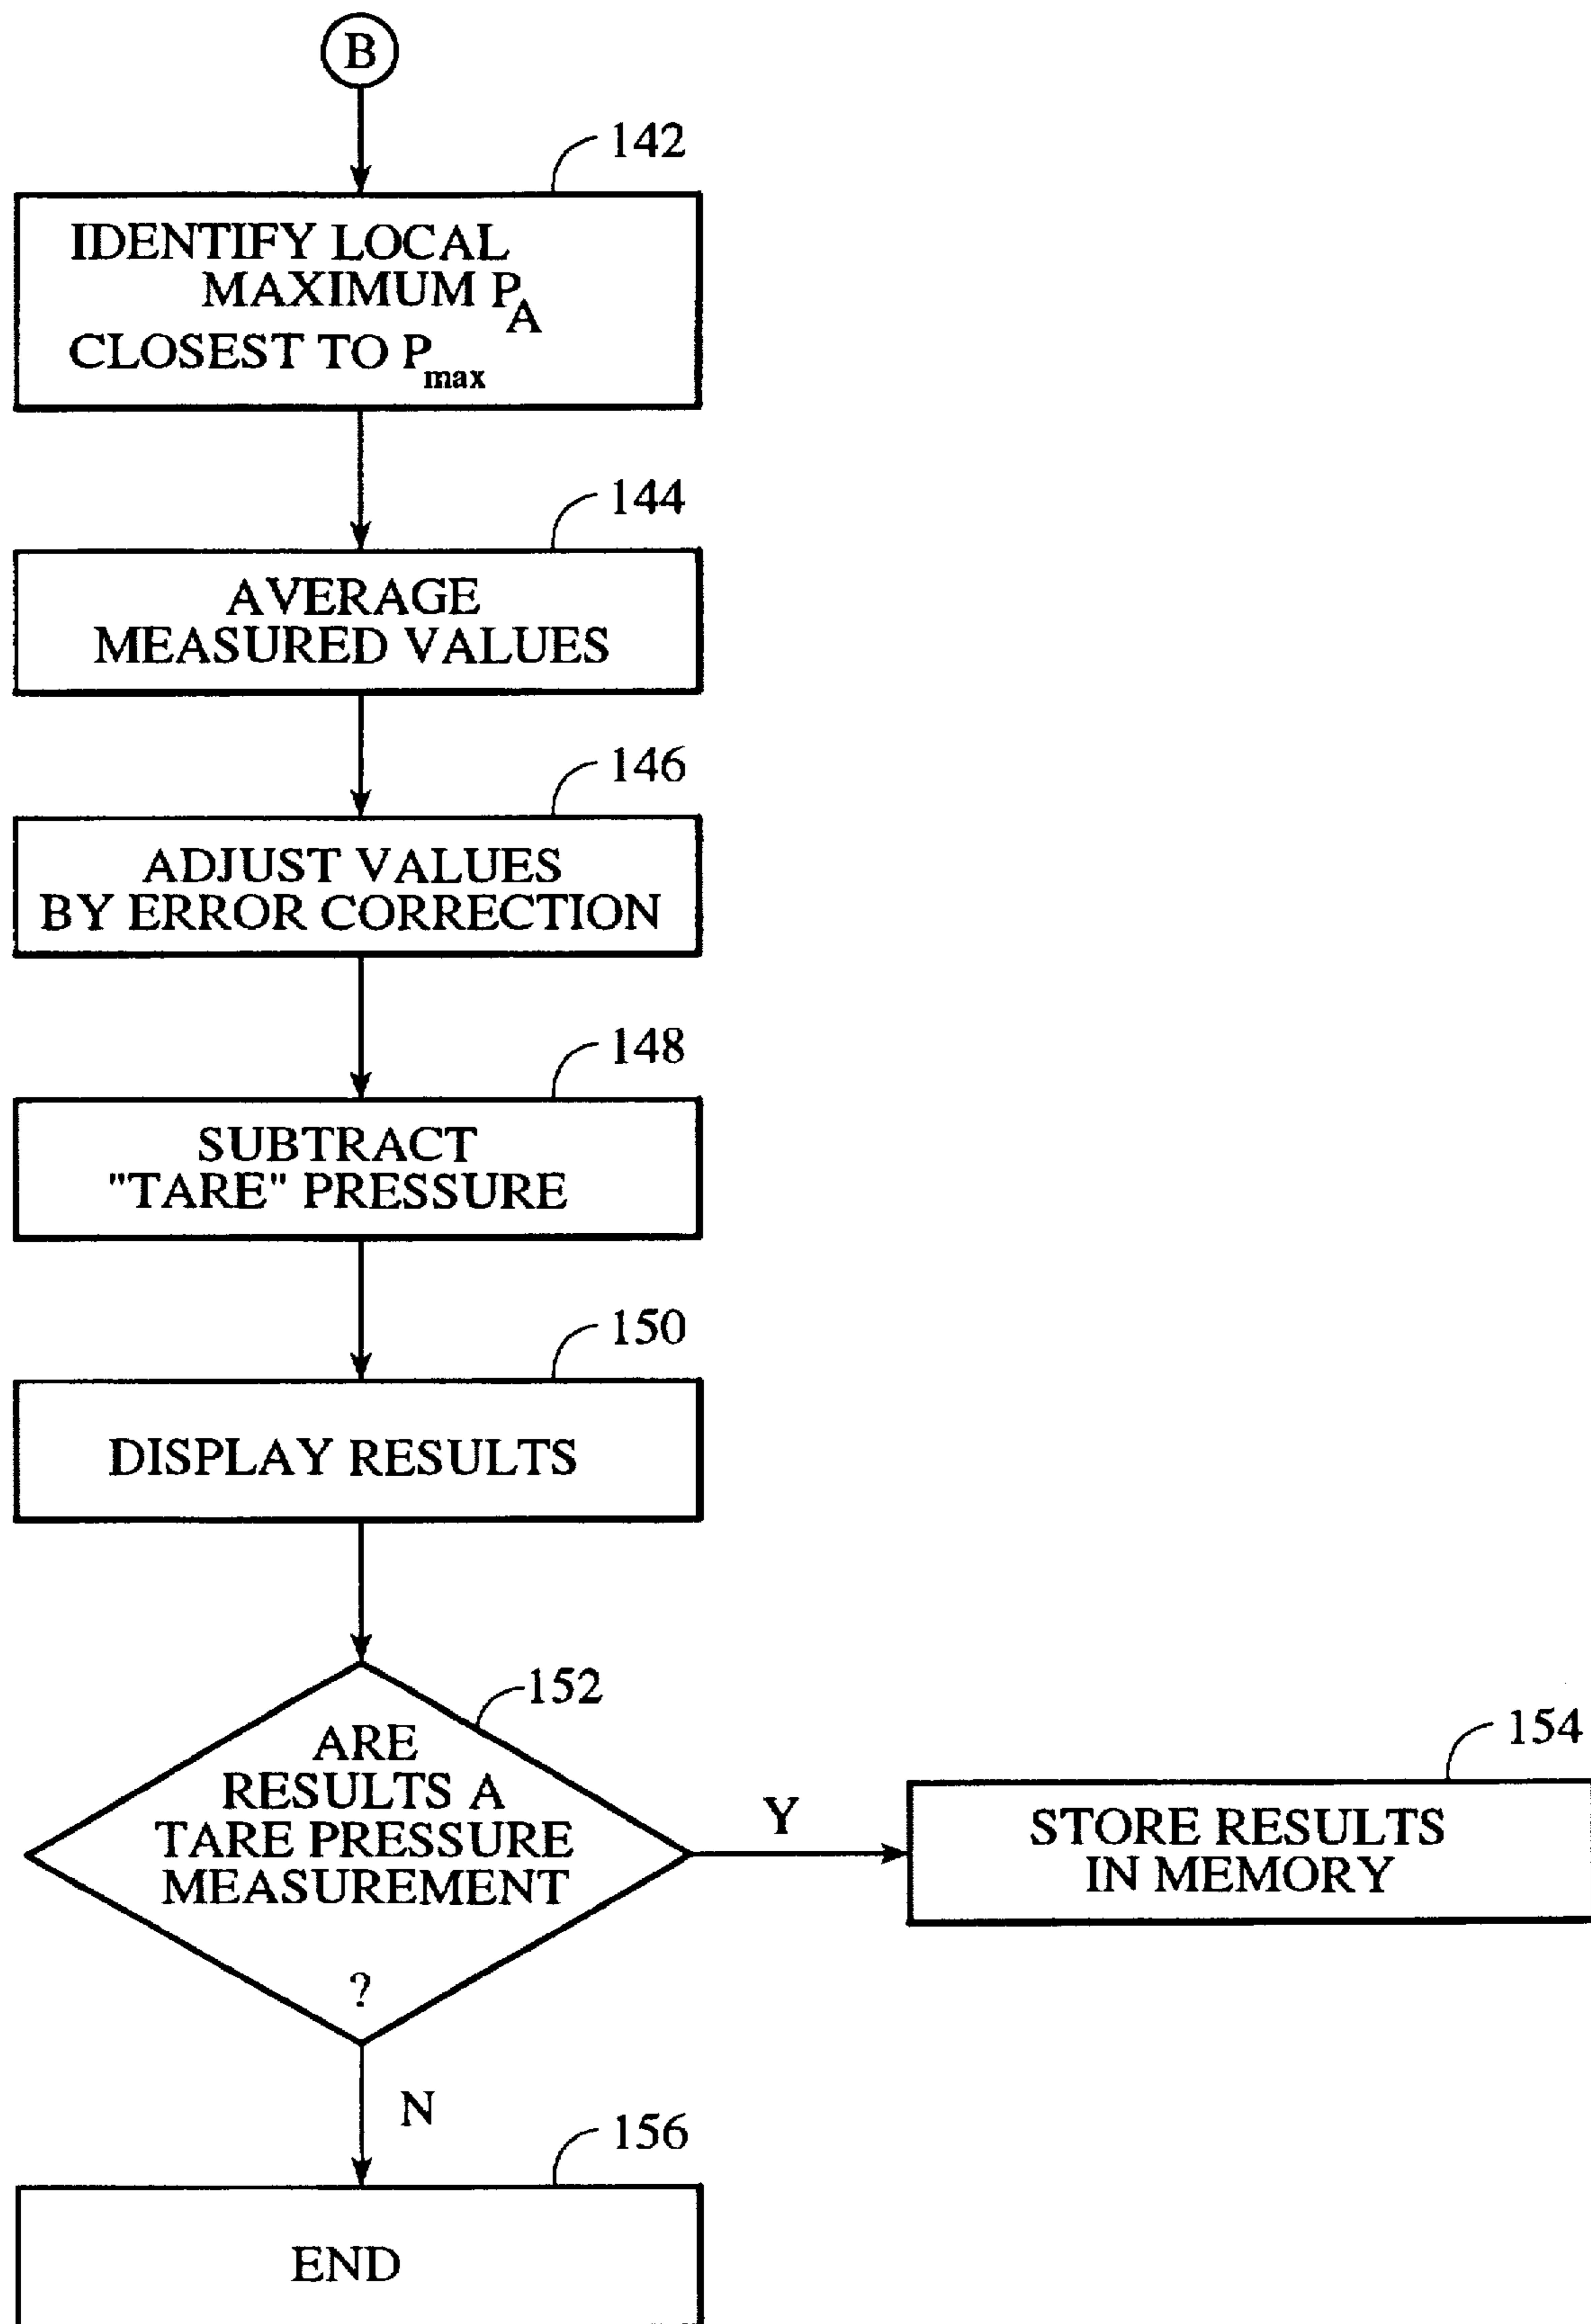 B
142
IDENTIFY LOCAL
MAXIMUM PA
CLOSEST TO Pmax
144
AVERAGE
MEASURED VALUES
146
ADJUST VALUES
BY ERROR CORRECTION
148
SUBTRACT
"TARE" PRESSURE
150
DISPLAY RESULTS
152
ARE
RESULTS A
TARE PRESSURE
MEASUREMENT
?
Y
154
STORE RESULTS
IN MEMORY
N
156
END